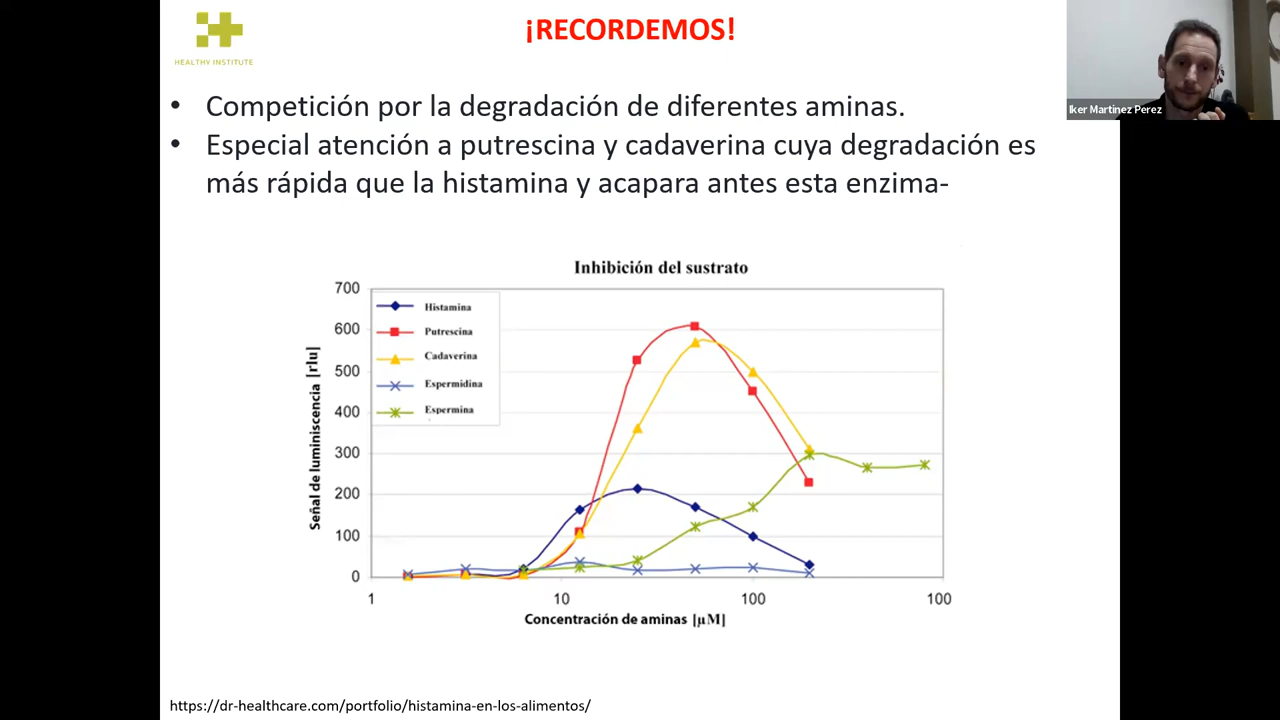 ¡RECORDEMOS!
HEALTHY INSTITUTE
Iker Martinez Perez
• Competición por la degradación de diferentes aminas.
• Especial atención a putrescina y cadaverina cuya degradación es
más rápida que la histamina y acapara antes esta enzima-
Inhibición del sustrato
700
600
500
400
300
200
100
0
Histamina
Putrescina
Cadaverina
Espermidina
Espermina
Señal de luminiscencia [rlu]
1 10 100 100
Concentración de aminas [µM]
https://dr-healthcare.com/portfolio/histamina-en-los-alimentos/